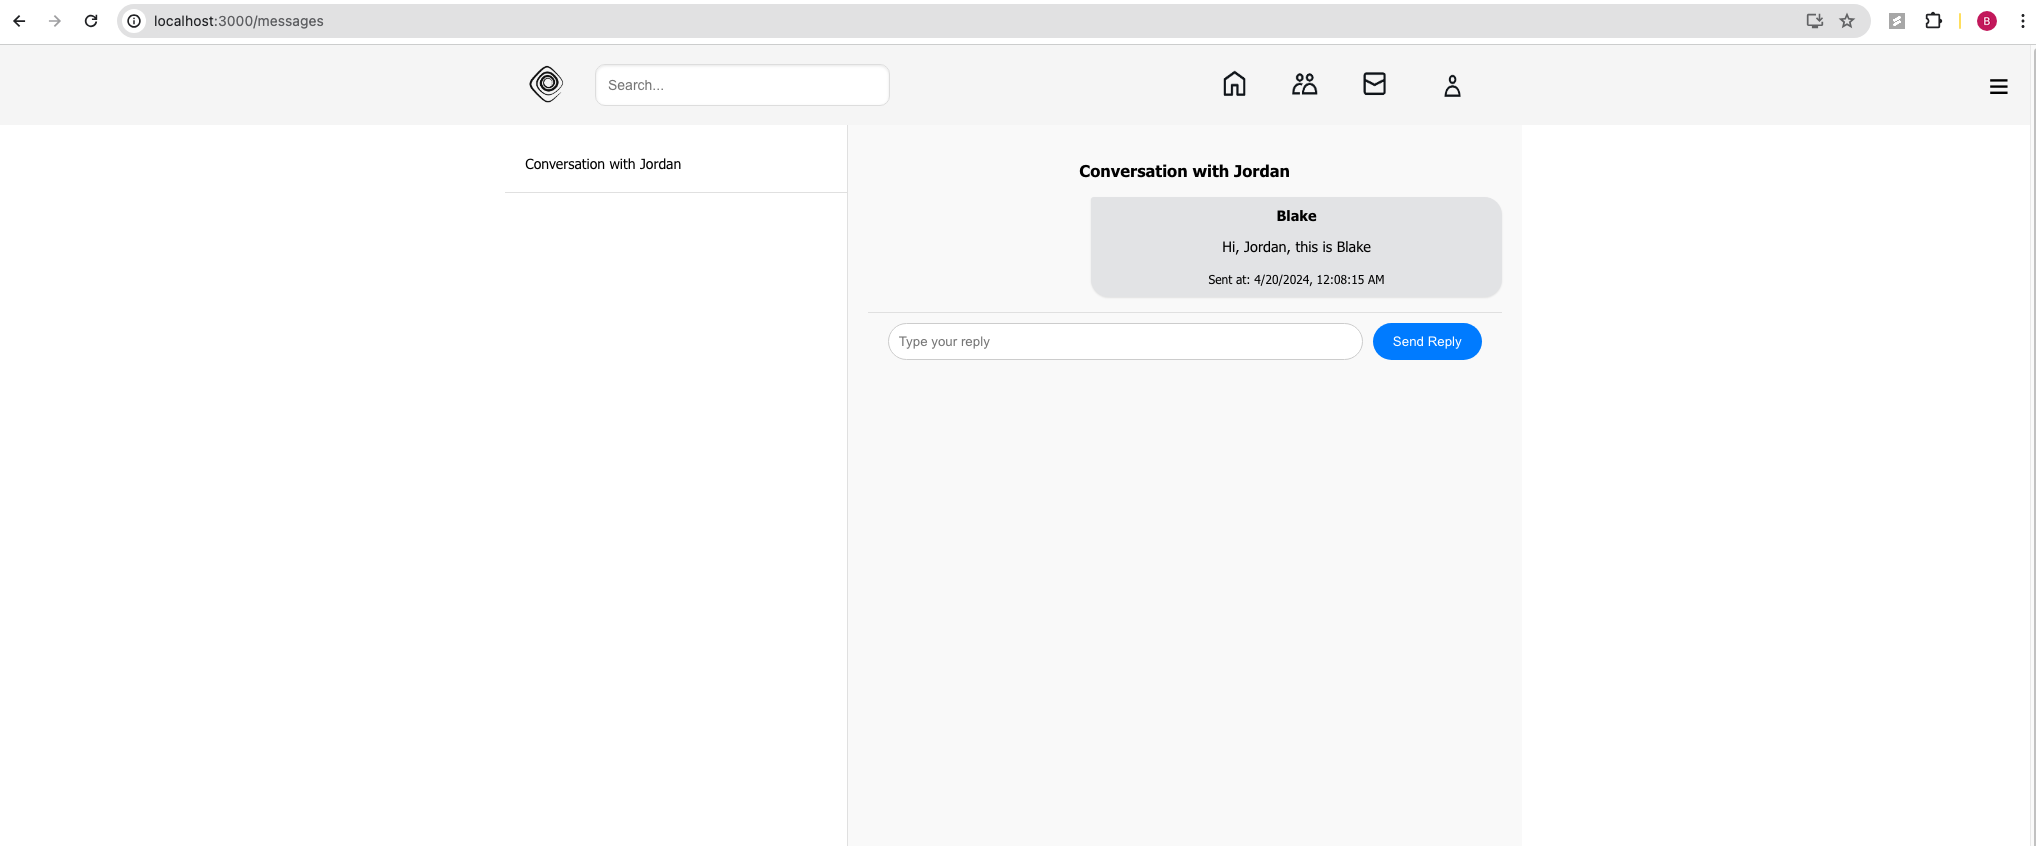 localhost:3000/messages
B
Search...
Conversation with Jordan
Conversation with Jordan
Blake
Hi, Jordan, this is Blake
Sent at: 4/20/2024, 12:08:15 AM
Type your reply
Send Reply